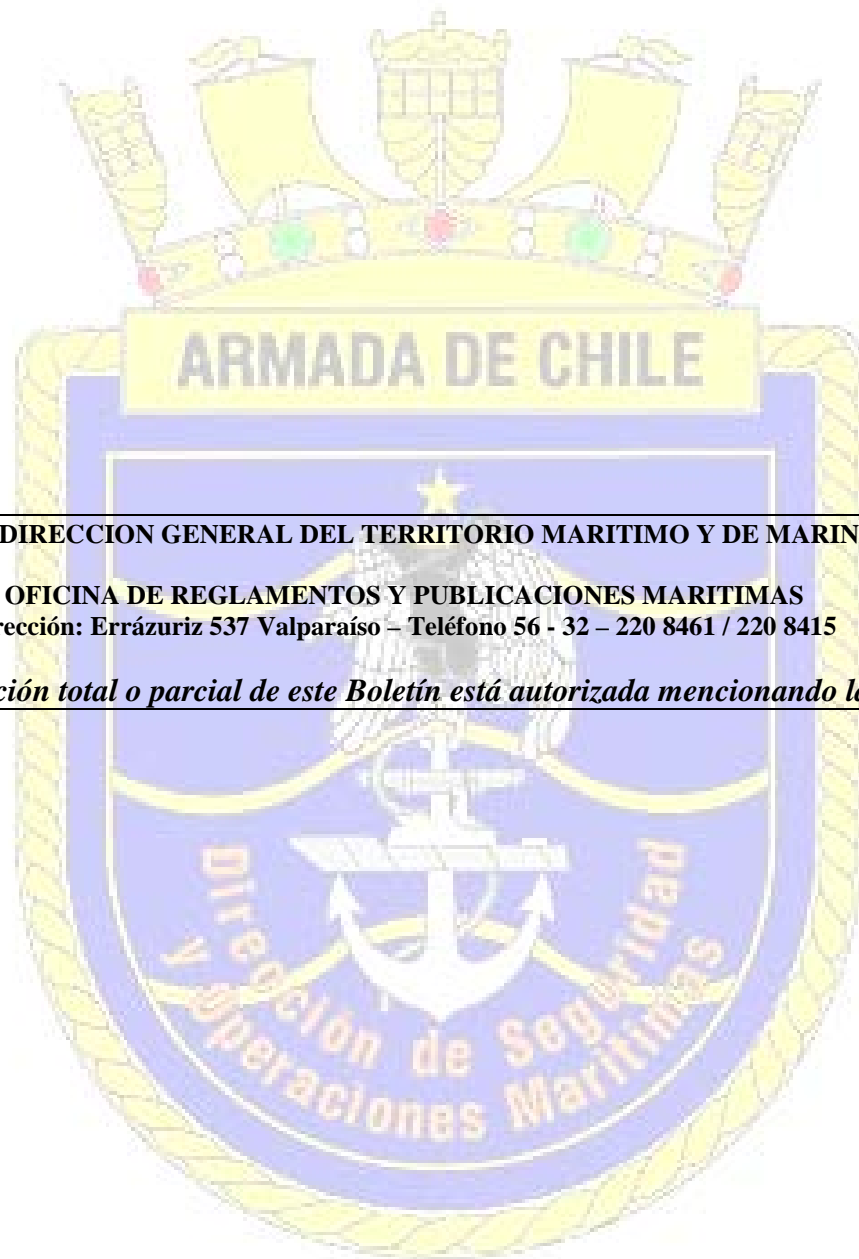 ARMADA DE CHILE
DIRECCION GENERAL DEL TERRITORIO MARITIMO Y DE MARIN
OFICINA DE REGLAMENTOS Y PUBLICACIONES MARITIMAS
rección: Errázuriz 537 Valparaíso – Teléfono 56 - 32 – 220 8461 / 220 8415
ción total o parcial de este Boletín está autorizada mencionando la
Dirección de Seguridad
y Operaciones Marítimas